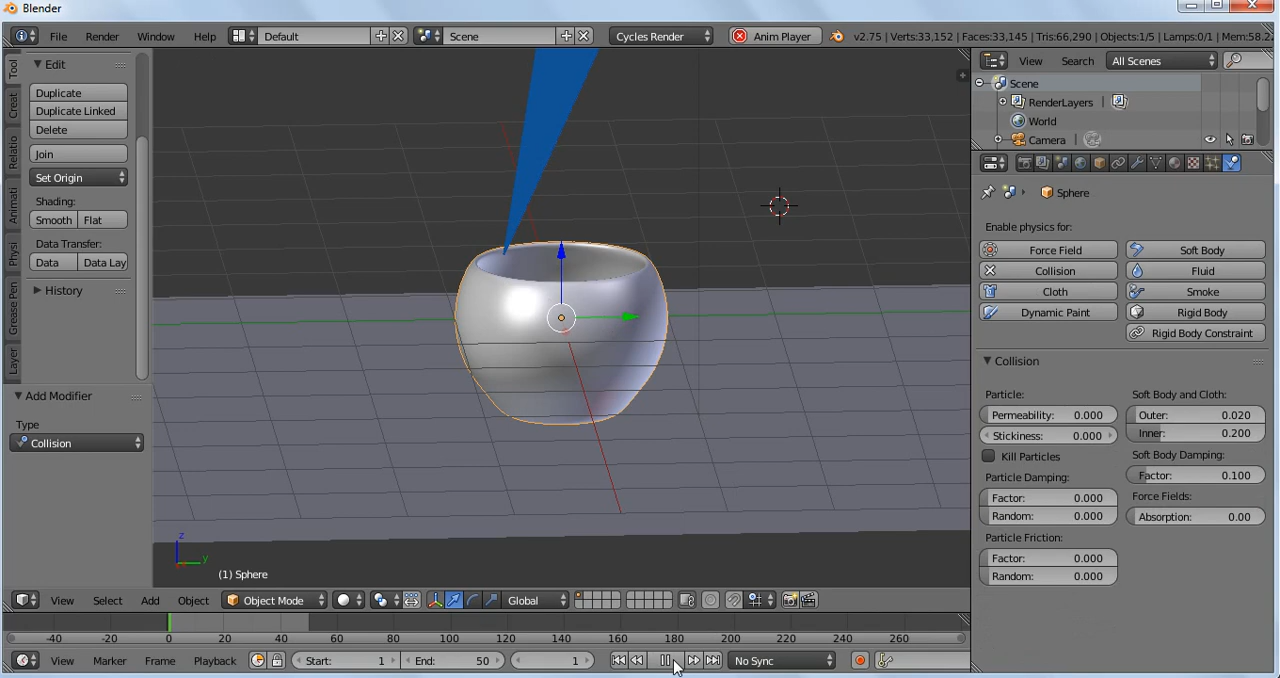 Blender
File Render Window Help Default Scene Cycles Render Anim Player v2.75 | Verts:33,152 | Faces:33,145 | Tris:66,290 | Objects:1/5 | Lamps:0/1 |
View Search All Scenes
Scene
RenderLayers |
World
Camera |
Tool
Creat
Relatio
Animati
Physi
Grease Pen
Layer
Edit
Duplicate
Duplicate Linked
Delete
Join
Set Origin
Shading:
Smooth Flat
Data Transfer:
Data Data Lay
History
Add Modifier
Type
Collision
z
y
(1) Sphere
Sphere
Enable physics for:
Force Field Soft Body
Collision Fluid
Cloth Smoke
Dynamic Paint Rigid Body
Rigid Body Constraint
Collision
Particle: Soft Body and Cloth:
Permeability: 0.000 Outer: 0.020
Stickiness: 0.000 Inner: 0.200
Kill Particles Soft Body Damping:
Particle Damping: Factor: 0.100
Factor: 0.000 Force Fields:
Random: 0.000 Absorption: 0.00
Particle Friction:
Factor: 0.000
Random: 0.000
View Select Add Object Object Mode Global
-40 -20 0 20 40 60 80 100 120 140 160 180 200 220 240 260
View Marker Frame Playback Start: 1 End: 50 1 No Sync